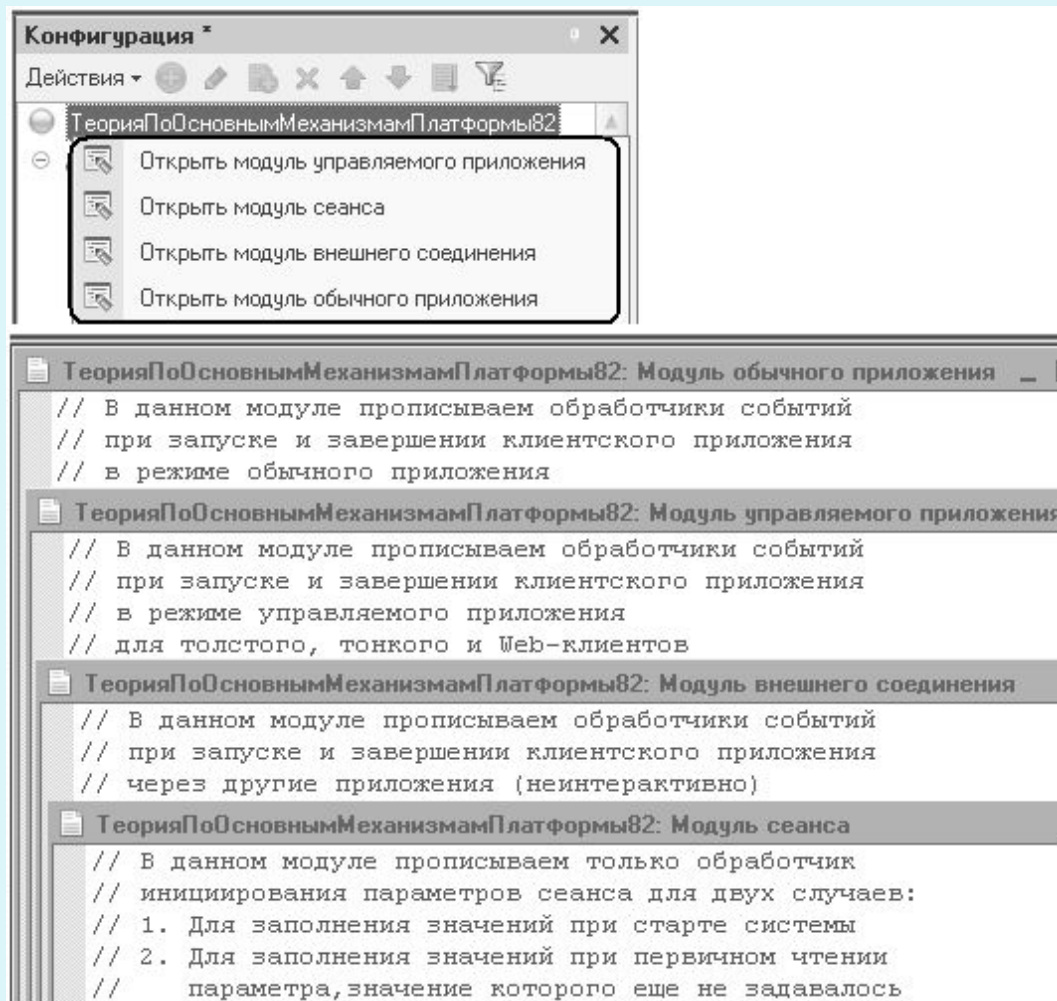 Конфигурация *
Действия
ТеорияПоОсновнымМеханизмамПлатформы82
Открыть модуль управляемого приложения
Открыть модуль сеанса
Открыть модуль внешнего соединения
Открыть модуль обычного приложения
ТеорияПоОсновнымМеханизмамПлатформы82: Модуль обычного приложения
// В данном модуле прописываем обработчики событий
// при запуске и завершении клиентского приложения
// в режиме обычного приложения
ТеорияПоОсновнымМеханизмамПлатформы82: Модуль управляемого приложения
// В данном модуле прописываем обработчики событий
// при запуске и завершении клиентского приложения
// в режиме управляемого приложения
// для толстого, тонкого и Web-клиентов
ТеорияПоОсновнымМеханизмамПлатформы82: Модуль внешнего соединения
// В данном модуле прописываем обработчики событий
// при запуске и завершении клиентского приложения
// через другие приложения (неинтерактивно)
ТеорияПоОсновнымМеханизмамПлатформы82: Модуль сеанса
// В данном модуле прописываем только обработчик
// инициирования параметров сеанса для двух случаев:
// 1. Для заполнения значений при старте системы
// 2. Для заполнения значений при первичном чтении
// параметра,значение которого еще не задавалось